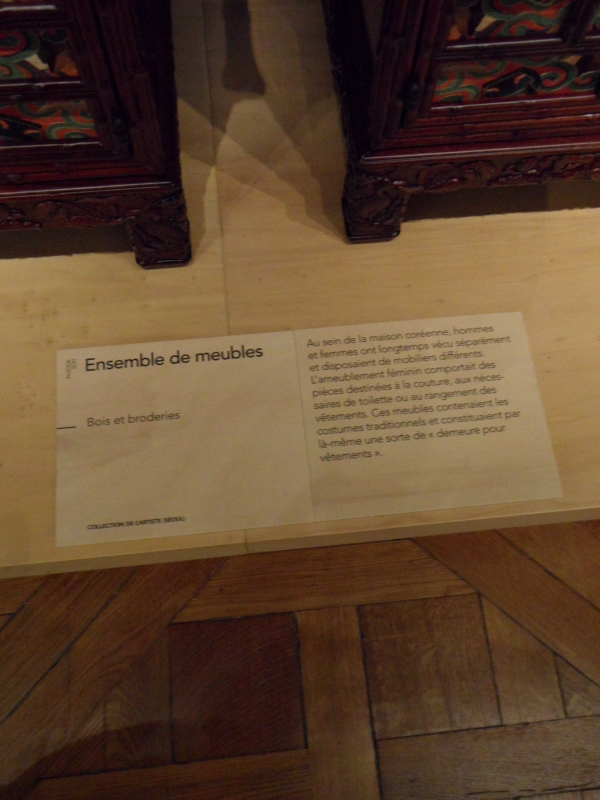 Ensemble de meubles
Bois et broderies
COLLECTION DE L'ARTISTE (SÉOUL)
Au sein de la maison coréenne, hommes
et femmes ont longtemps vécu séparément
et disposaient de mobiliers différents.
L'ameublement féminin comportait des
pièces destinées à la couture, aux néces-
saires de toilette ou au rangement des
vêtements. Ces meubles contenaient les
costumes traditionnels et constituaient par
là-même une sorte de « demeure pour
vêtements ».